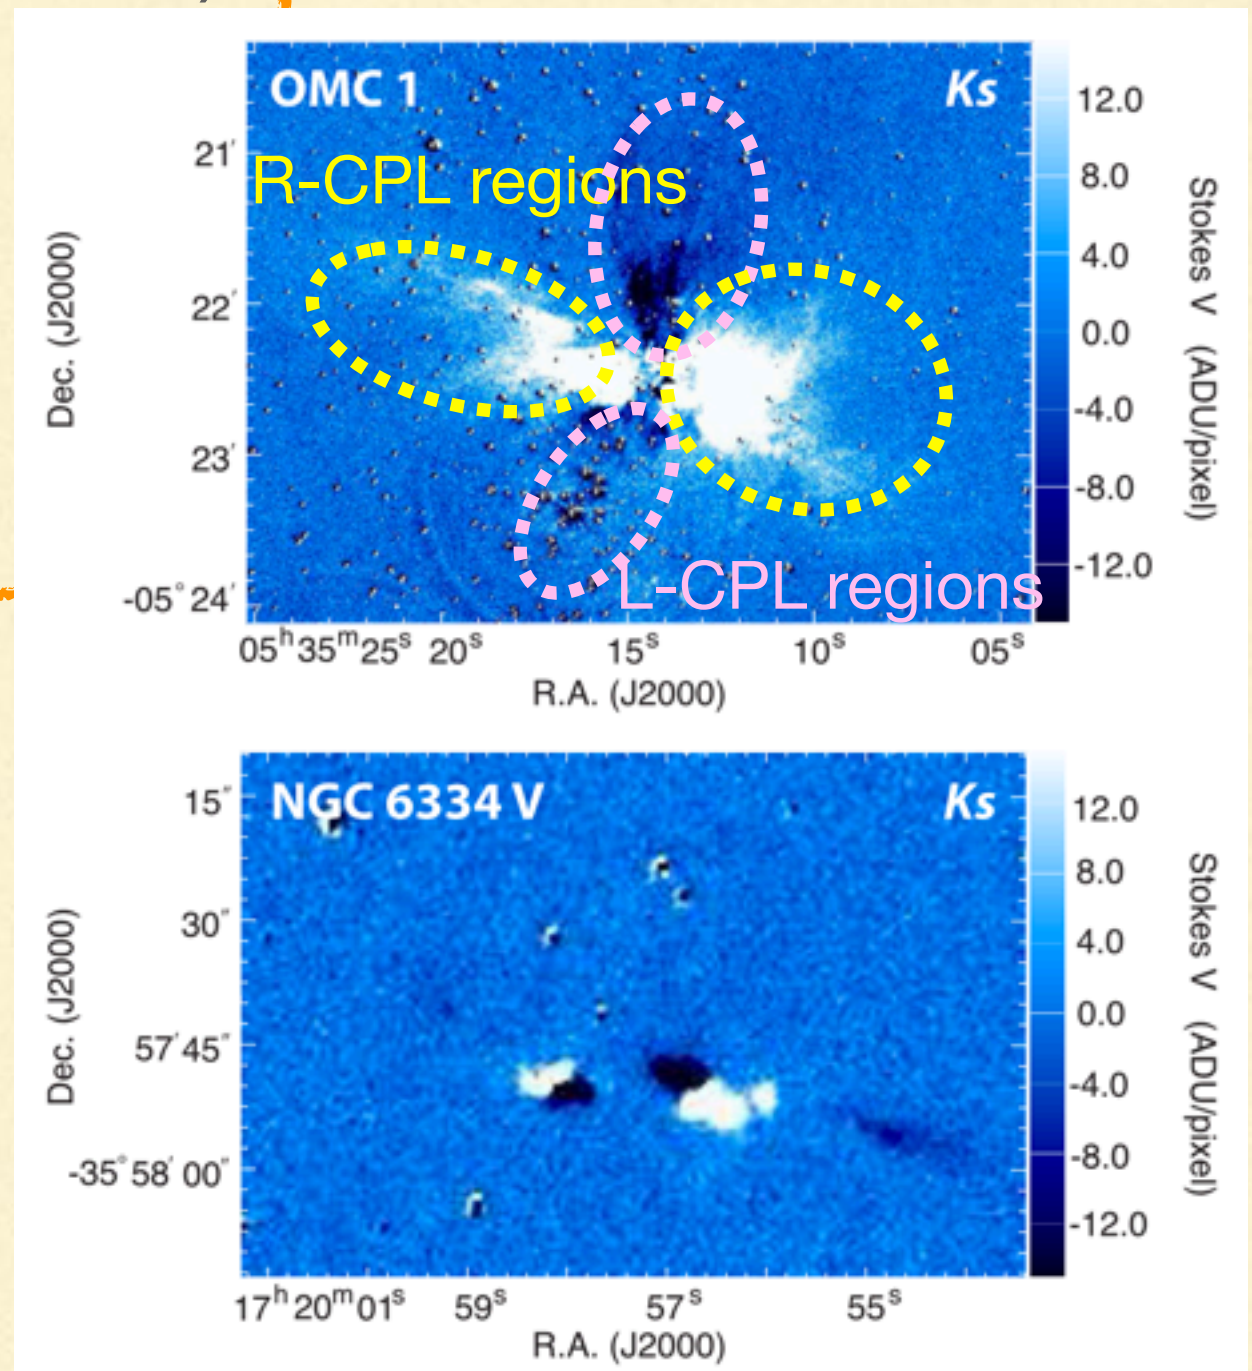 OMC 1
Ks
R-CPL regions
L-CPL regions
21′
22′
23′
-05°24′
Dec. (J2000)
05ʰ35ᵐ25ˢ 20ˢ 15ˢ 10ˢ 05ˢ
R.A. (J2000)
12.0
8.0
4.0
0.0
-4.0
-8.0
-12.0
Stokes V (ADU/pixel)
NGC 6334 V
Ks
15″
30″
57′45″
-35°58′00″
Dec. (J2000)
17ʰ20ᵐ01ˢ 59ˢ 57ˢ 55ˢ
R.A. (J2000)
12.0
8.0
4.0
0.0
-4.0
-8.0
-12.0
Stokes V (ADU/pixel)